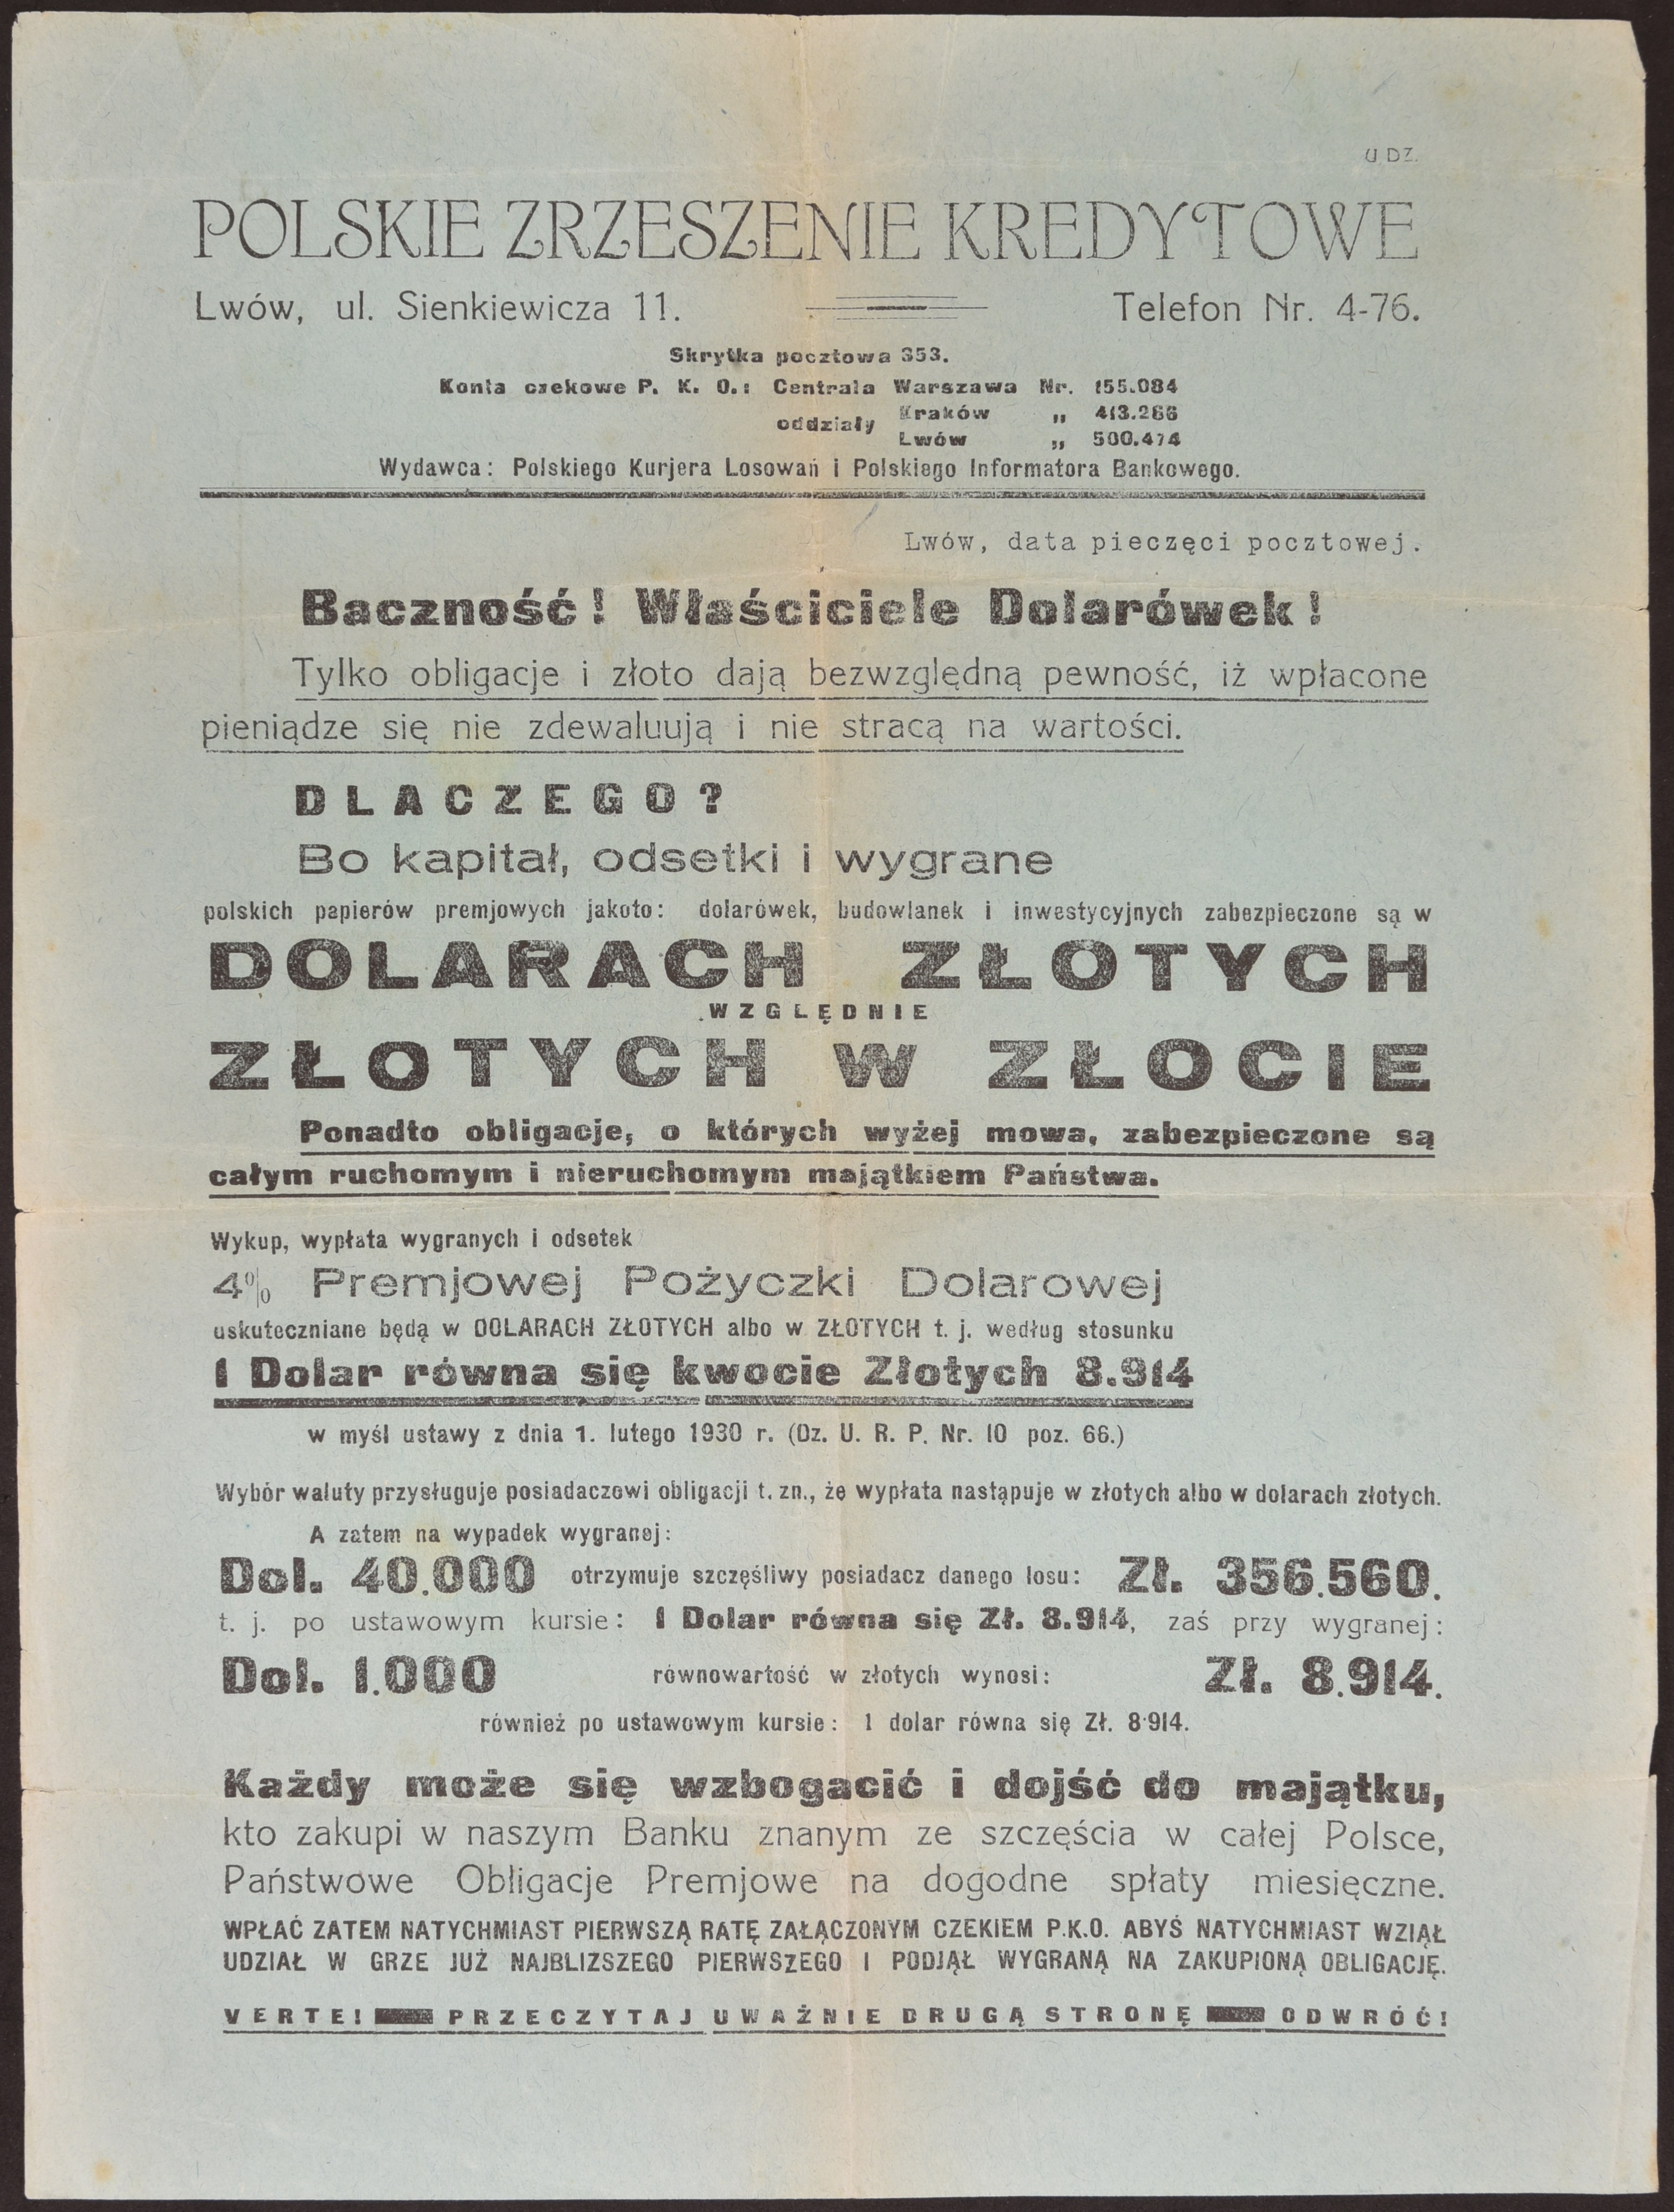 U DZ.
POLSKIE ZRZESZENIE KREDYTOWE
Lwów, ul. Sienkiewicza 11. Telefon Nr. 4-76.
Skrytka pocztowa 353.
Konta czekowe P. K. O.: Centrala Warszawa Nr. 155.084
oddziały Kraków „ 413.286
Lwów „ 500.474
Wydawca: Polskiego Kurjera Losowań i Polskiego Informatora Bankowego.
Lwów, data pieczęci pocztowej.
Baczność! Właściciele Dolarówek!
Tylko obligacje i złoto dają bezwzględną pewność, iż wpłacone
pieniądze się nie zdewaluują i nie stracą na wartości.
DLACZEGO?
Bo kapitał, odsetki i wygrane
polskich papierów premjowych jakoto: dolarówek, budowlanek i inwestycyjnych zabezpieczone są w
DOLARACH ZŁOTYCH
WZGLĘDNIE
ZŁOTYCH W ZŁOCIE
Ponadto obligacje, o których wyżej mowa, zabezpieczone są
całym ruchomym i nieruchomym majątkiem Państwa.
Wykup, wypłata wygranych i odsetek
4% Premjowej Pożyczki Dolarowej
uskuteczniane będą w DOLARACH ZŁOTYCH albo w ZŁOTYCH t. j. według stosunku
1 Dolar równa się kwocie Złotych 8.914
w myśl ustawy z dnia 1. lutego 1930 r. (Dz. U. R. P. Nr. 10 poz. 66.)
Wybór waluty przysługuje posiadaczowi obligacji t. zn., że wypłata nastąpuje w złotych albo w dolarach złotych.
A zatem na wypadek wygranej:
Dol. 40.000 otrzymuje szczęśliwy posiadacz danego losu: Zł. 356.560.
t. j. po ustawowym kursie: 1 Dolar równa się Zł. 8.914, zaś przy wygranej:
Dol. 1.000 równowartość w złotych wynosi: Zł. 8.914.
również po ustawowym kursie: 1 dolar równa się Zł. 8·914.
Każdy może się wzbogacić i dojść do majątku,
kto zakupi w naszym Banku znanym ze szczęścia w całej Polsce,
Państwowe Obligacje Premjowe na dogodne spłaty miesięczne.
WPŁAĆ ZATEM NATYCHMIAST PIERWSZĄ RATĘ ZAŁĄCZONYM CZEKIEM P.K.O. ABYŚ NATYCHMIAST WZIĄŁ
UDZIAŁ W GRZE JUŻ NAJBLIZSZEGO PIERWSZEGO I PODJĄŁ WYGRANĄ NA ZAKUPIONĄ OBLIGACJĘ.
VERTE! PRZECZYTAJ UWAŻNIE DRUGĄ STRONĘ ODWRÓĆ!